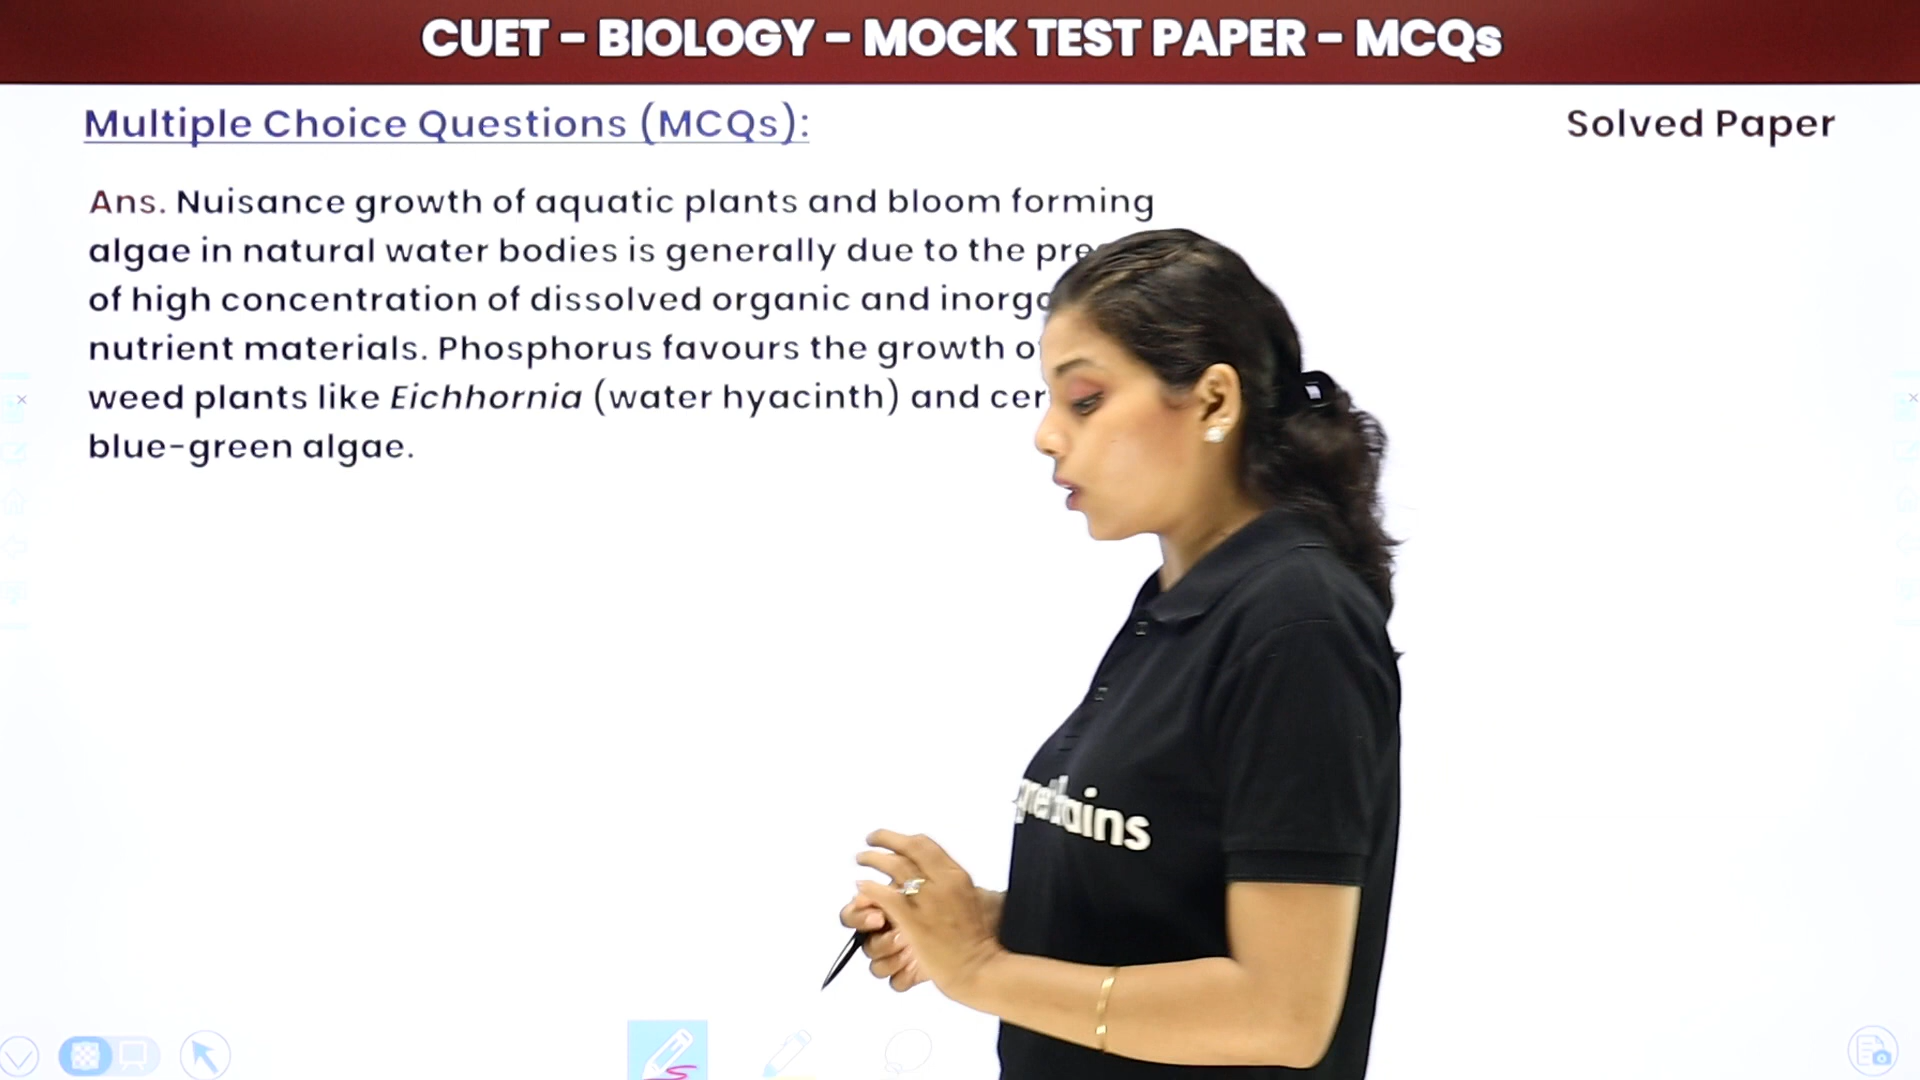 CUET - BIOLOGY - MOCK TEST PAPER - MCQs
Multiple Choice Questions (MCQs):
Solved Paper
Ans. Nuisance growth of aquatic plants and bloom forming
algae in natural water bodies is generally due to the
of high concentration of dissolved organic and
nutrient materials. Phosphorus favours the growth
weed plants like Eichhornia (water hyacinth) and
blue-green algae.